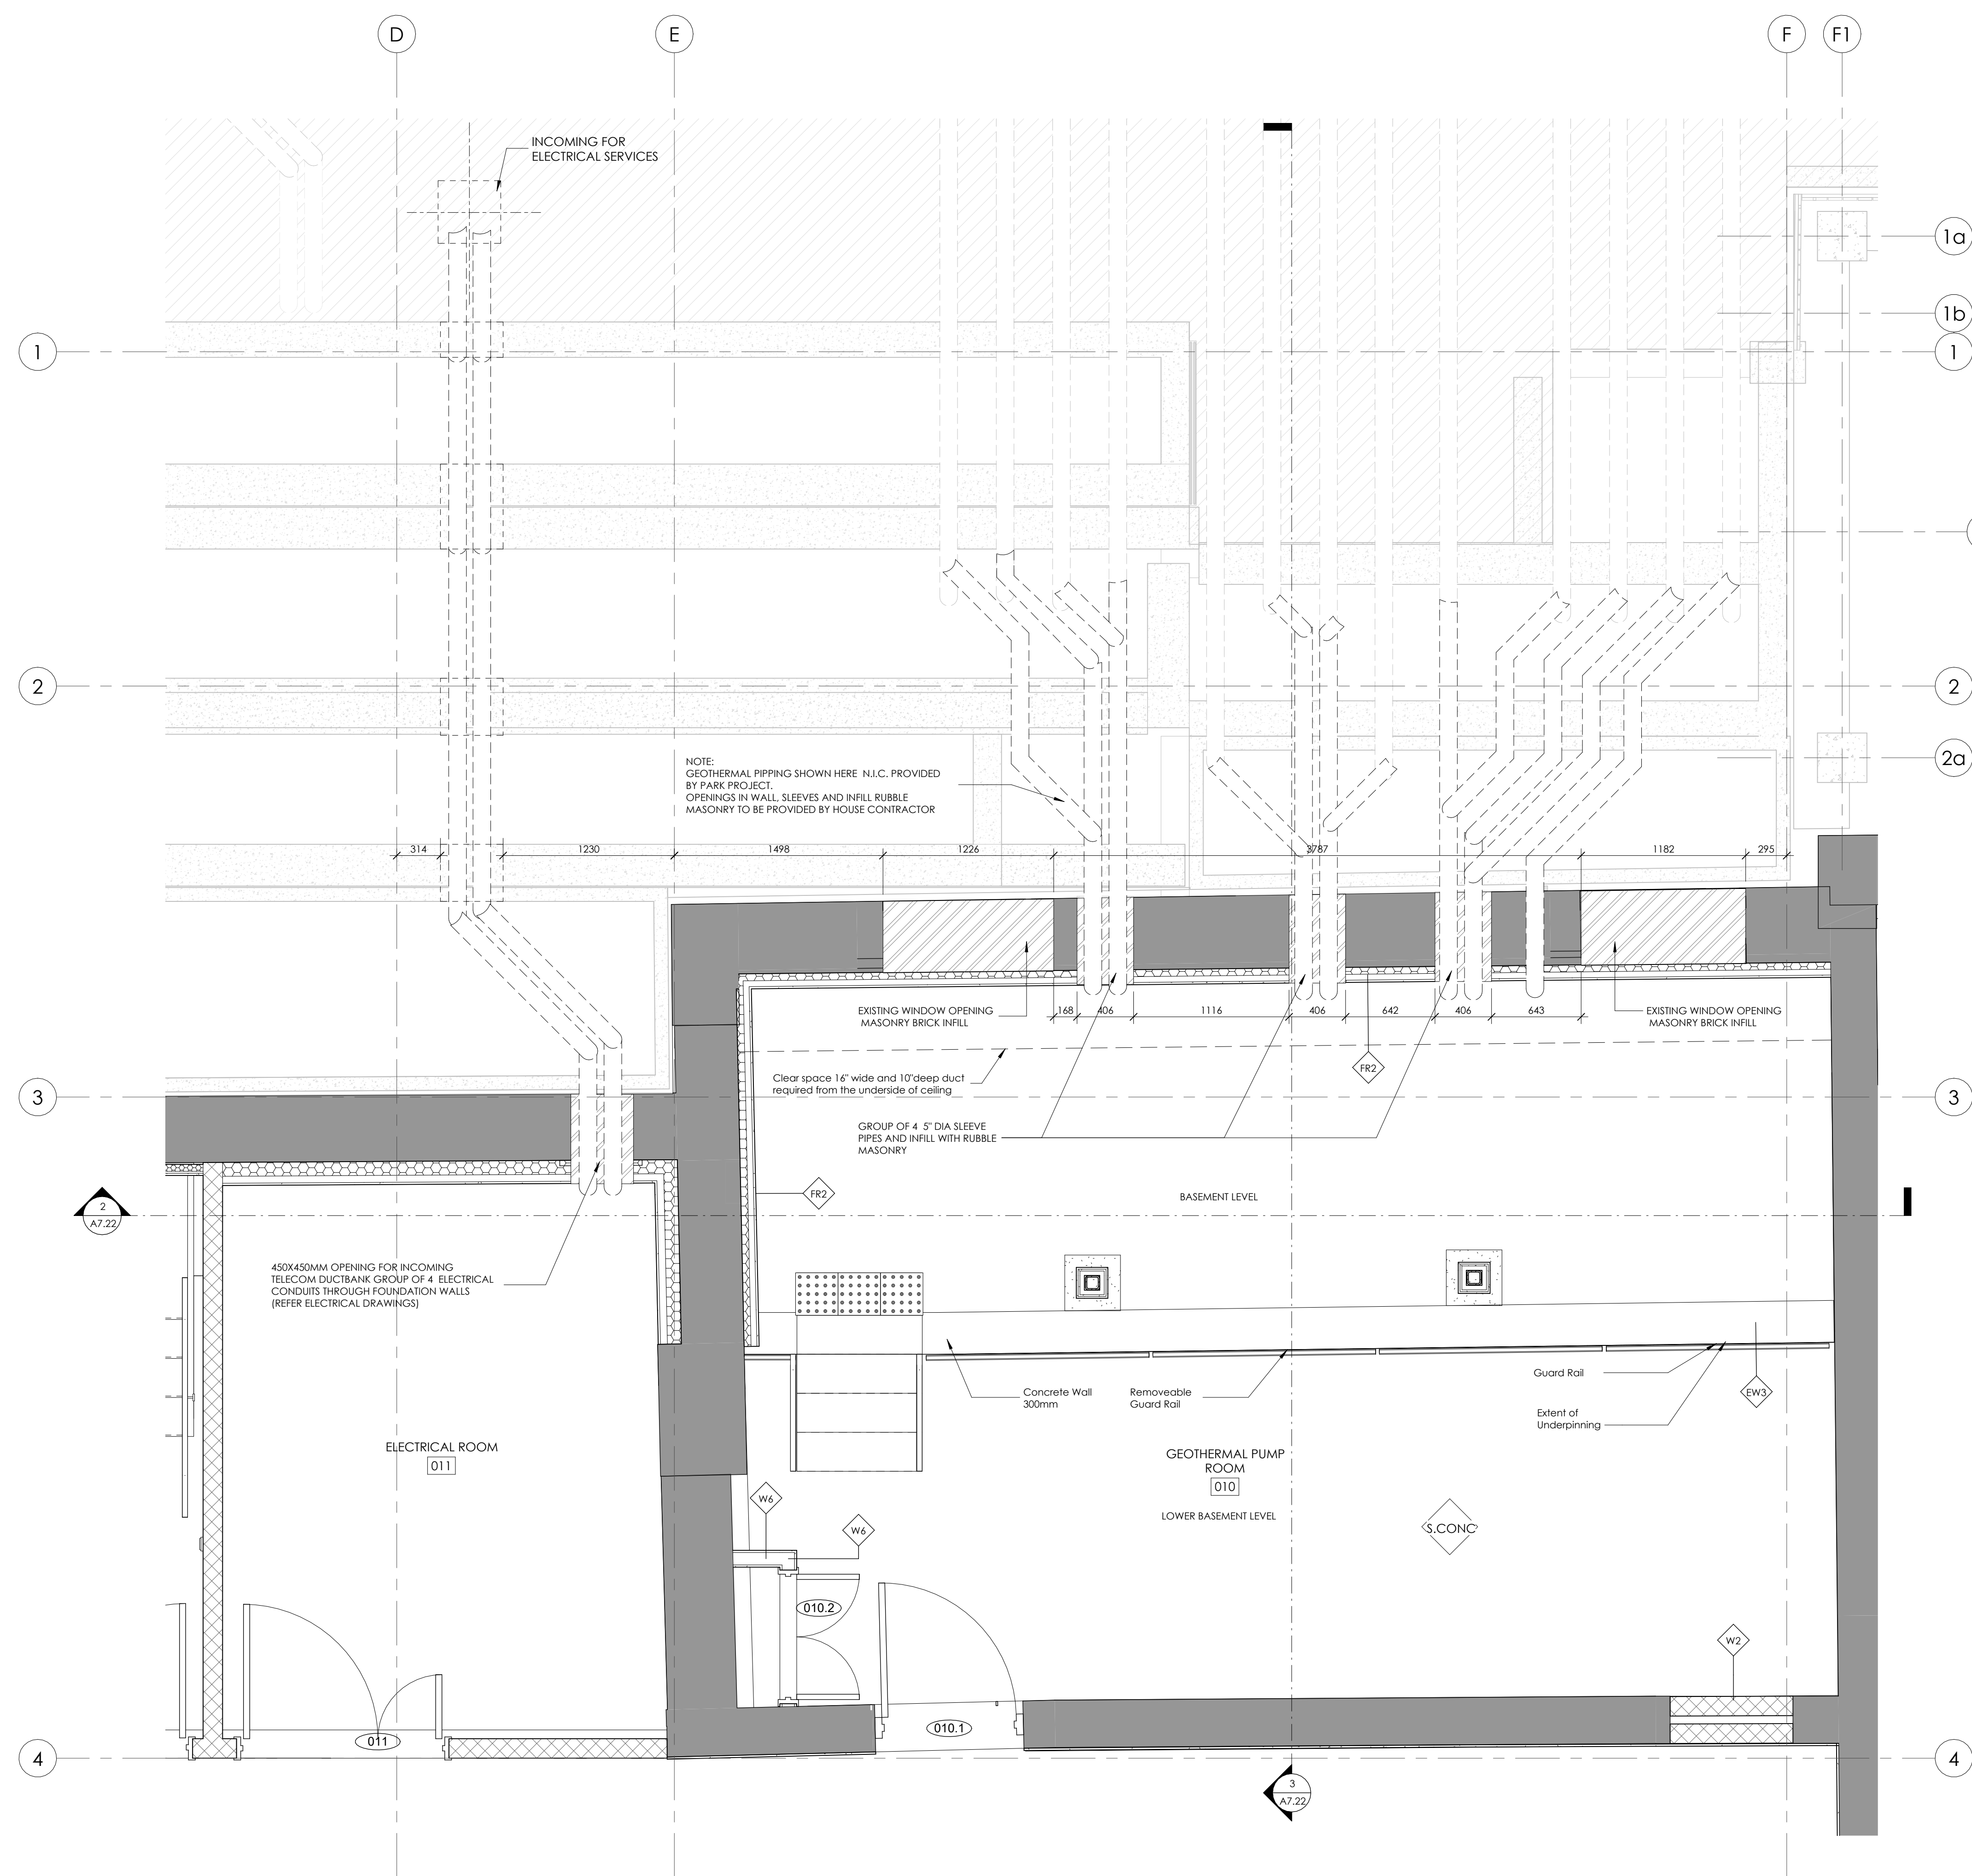 D
E
F
F1
INCOMING FOR
ELECTRICAL SERVICES
1a
1b
1
1
2
2
2a
NOTE:
GEOTHERMAL PIPPING SHOWN HERE N.I.C. PROVIDED
BY PARK PROJECT.
OPENINGS IN WALL, SLEEVES AND INFILL RUBBLE
MASONRY TO BE PROVIDED BY HOUSE CONTRACTOR
314
1230
1498
1226
3787
1182
295
EXISTING WINDOW OPENING
MASONRY BRICK INFILL
168
406
1116
406
642
406
643
EXISTING WINDOW OPENING
MASONRY BRICK INFILL
FR2
Clear space 16" wide and 10"deep duct
required from the underside of ceiling
3
3
GROUP OF 4 5" DIA SLEEVE
PIPES AND INFILL WITH RUBBLE
MASONRY
FR2
BASEMENT LEVEL
2
A7.22
450X450MM OPENING FOR INCOMING
TELECOM DUCTBANK GROUP OF 4 ELECTRICAL
CONDUITS THROUGH FOUNDATION WALLS
(REFER ELECTRICAL DRAWINGS)
Concrete Wall
300mm
Removeable
Guard Rail
Guard Rail
EW3
Extent of
Underpinning
ELECTRICAL ROOM
011
GEOTHERMAL PUMP
ROOM
010
LOWER BASEMENT LEVEL
W6
W6
S.CONC
010.2
W2
011
010.1
4
4
3
A7.22